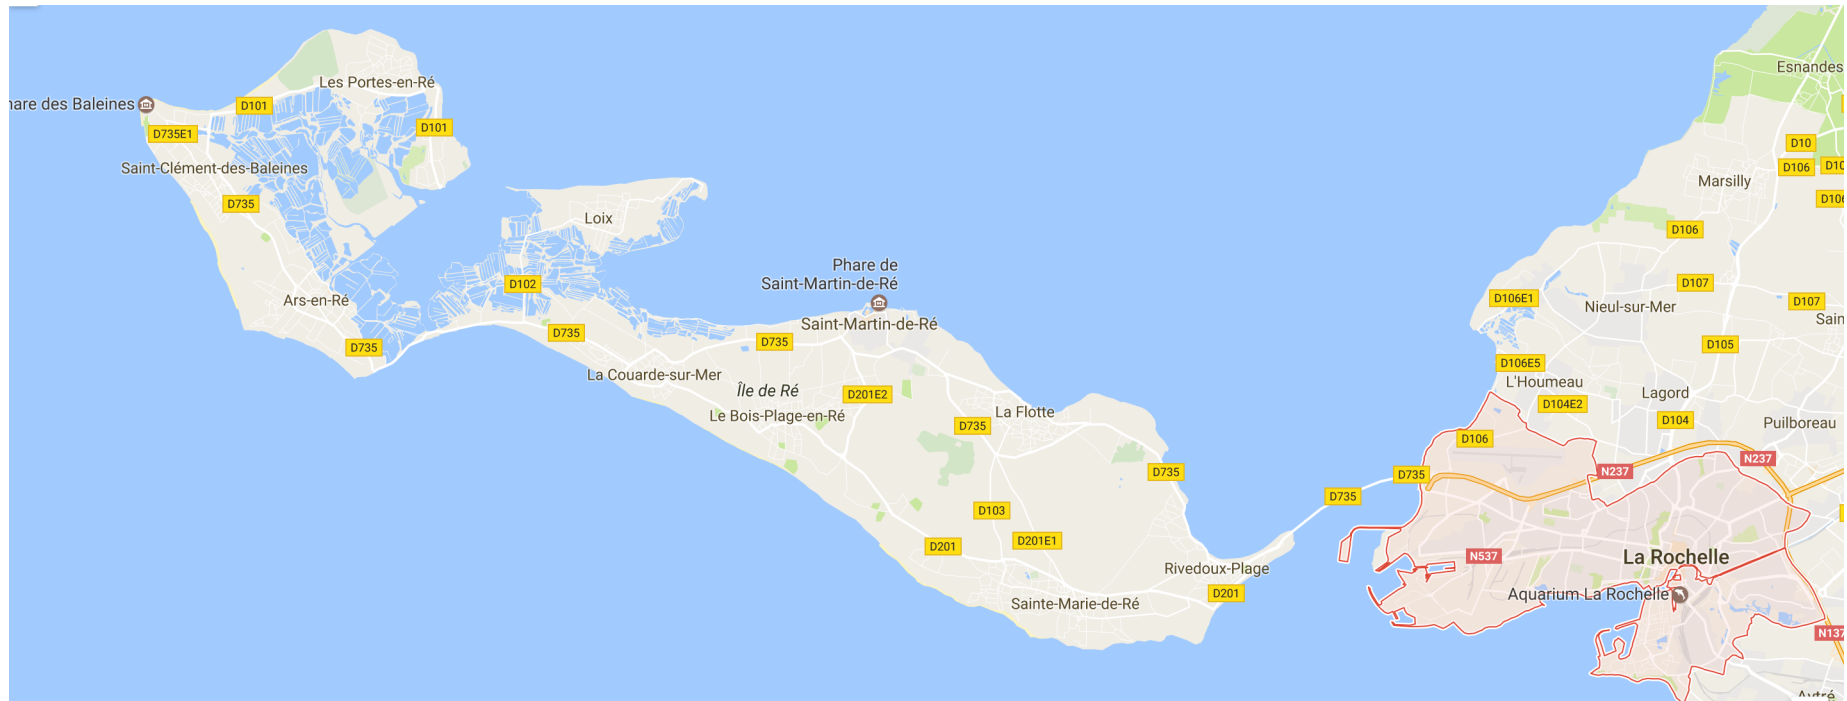 Esnandes
Les Portes-en-Ré
hare des Baleines
D101
D101
D735E1
D10
D106
D10
Saint-Clément-des-Baleines
Marsilly
D735
D106
Loix
D106
Phare de
Saint-Martin-de-Ré
D102
D107
Ars-en-Ré
D106E1
Nieul-sur-Mer
D107
Saint-Martin-de-Ré
Sain
D735
D735
D735
D105
D106E5
La Couarde-sur-Mer
L'Houmeau
Île de Ré
D201E2
Lagord
D104E2
Le Bois-Plage-en-Ré
La Flotte
D104
Puilboreau
D735
D106
N237
D735
D735
N237
D735
D103
D201
D201E1
N537
La Rochelle
Rivedoux-Plage
D201
Aquarium La Rochelle
Sainte-Marie-de-Ré
N137